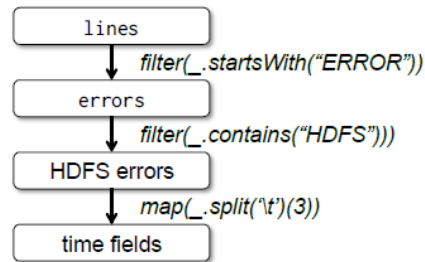 lines
filter(_.startsWith(“ERROR”))
errors
filter(_.contains(“HDFS”)))
HDFS errors
map(_.split(‘\t’)(3))
time fields